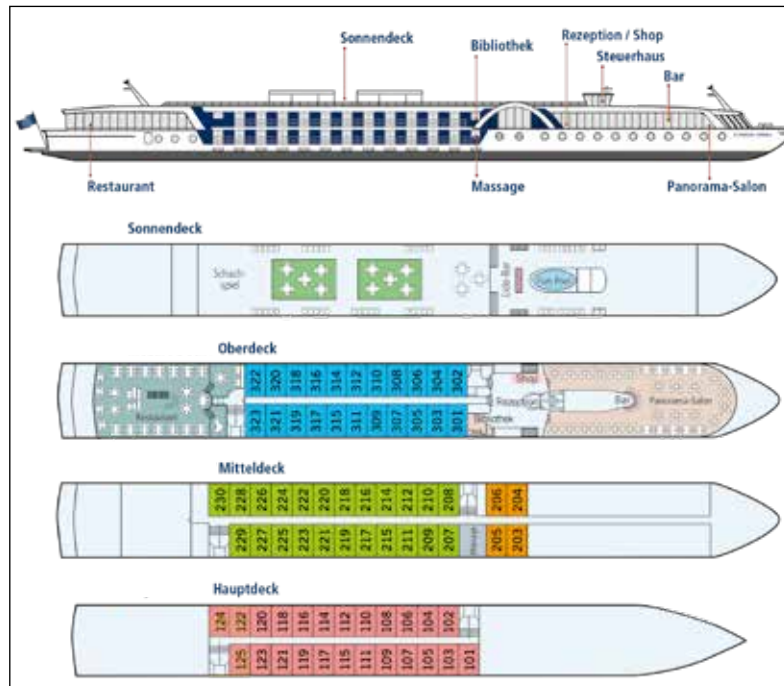 Sonnendeck
Bibliothek
Rezeption / Shop
Steuerhaus
Bar
Restaurant
Massage
Panorama-Salon
Sonnendeck
Schach-
spiel
Lido-Bar
Oberdeck
322 320 318 316 314 312 310 308 306 304 302
Shop
Restaurant
Rezeption
Bar
Panorama-Salon
Bibliothek
323 321 319 317 315 311 309 307 305 303 301
Mitteldeck
230 228 226 224 222 220 218 216 214 212 210 208 206 204
229 227 225 223 221 219 217 215 211 209 207 205 203
Hauptdeck
124 122 120 118 116 114 112 110 108 106 104 102
125 123 121 119 117 115 111 109 107 105 103 101